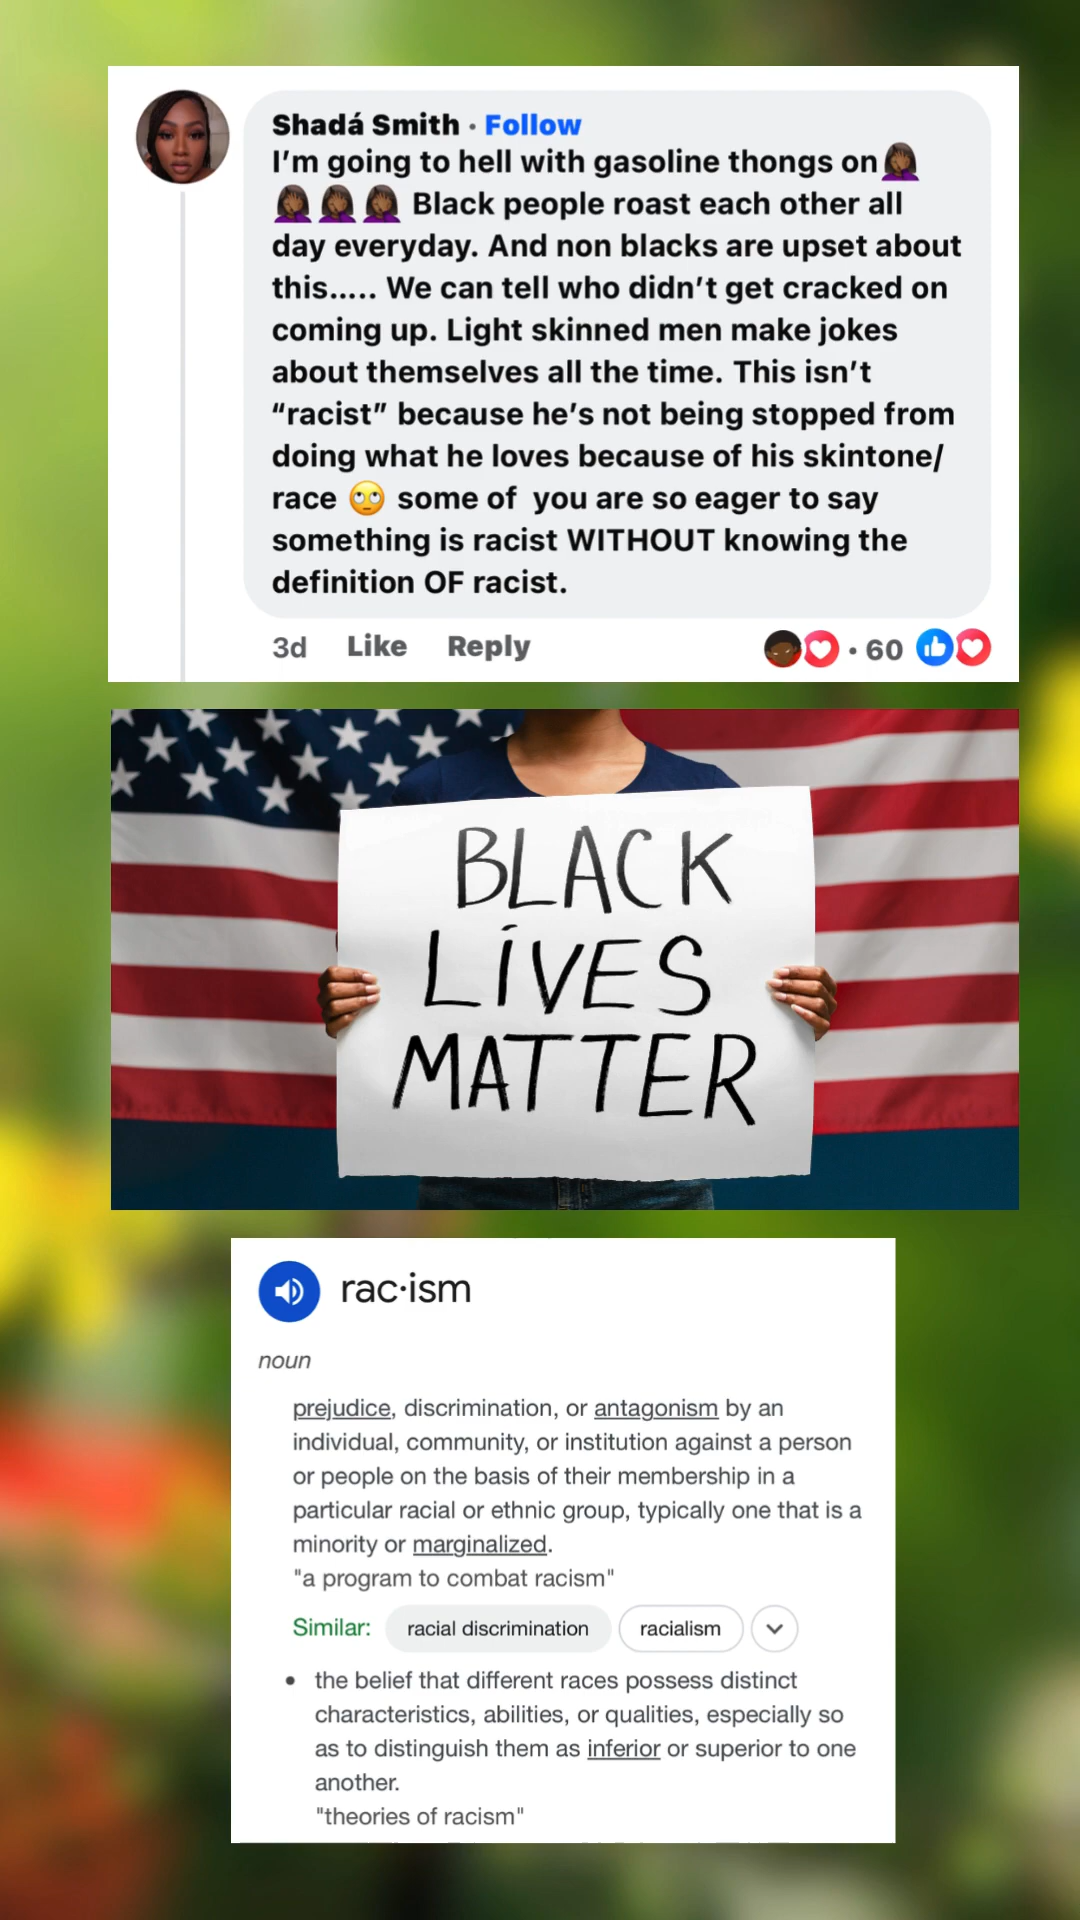 Shadá Smith · Follow
I’m going to hell with gasoline thongs on🤦🏾‍♀️
🤦🏾‍♀️🤦🏾‍♀️🤦🏾‍♀️ Black people roast each other all
day everyday. And non blacks are upset about
this..... We can tell who didn’t get cracked on
coming up. Light skinned men make jokes
about themselves all the time. This isn’t
“racist” because he’s not being stopped from
doing what he loves because of his skintone/
race 🙄 some of you are so eager to say
something is racist WITHOUT knowing the
definition OF racist.
3d Like Reply · 60
BLACK
LIVES
MATTER
rac·ism
noun
prejudice, discrimination, or antagonism by an
individual, community, or institution against a person
or people on the basis of their membership in a
particular racial or ethnic group, typically one that is a
minority or marginalized.
"a program to combat racism"
Similar: racial discrimination racialism
• the belief that different races possess distinct
characteristics, abilities, or qualities, especially so
as to distinguish them as inferior or superior to one
another.
"theories of racism"